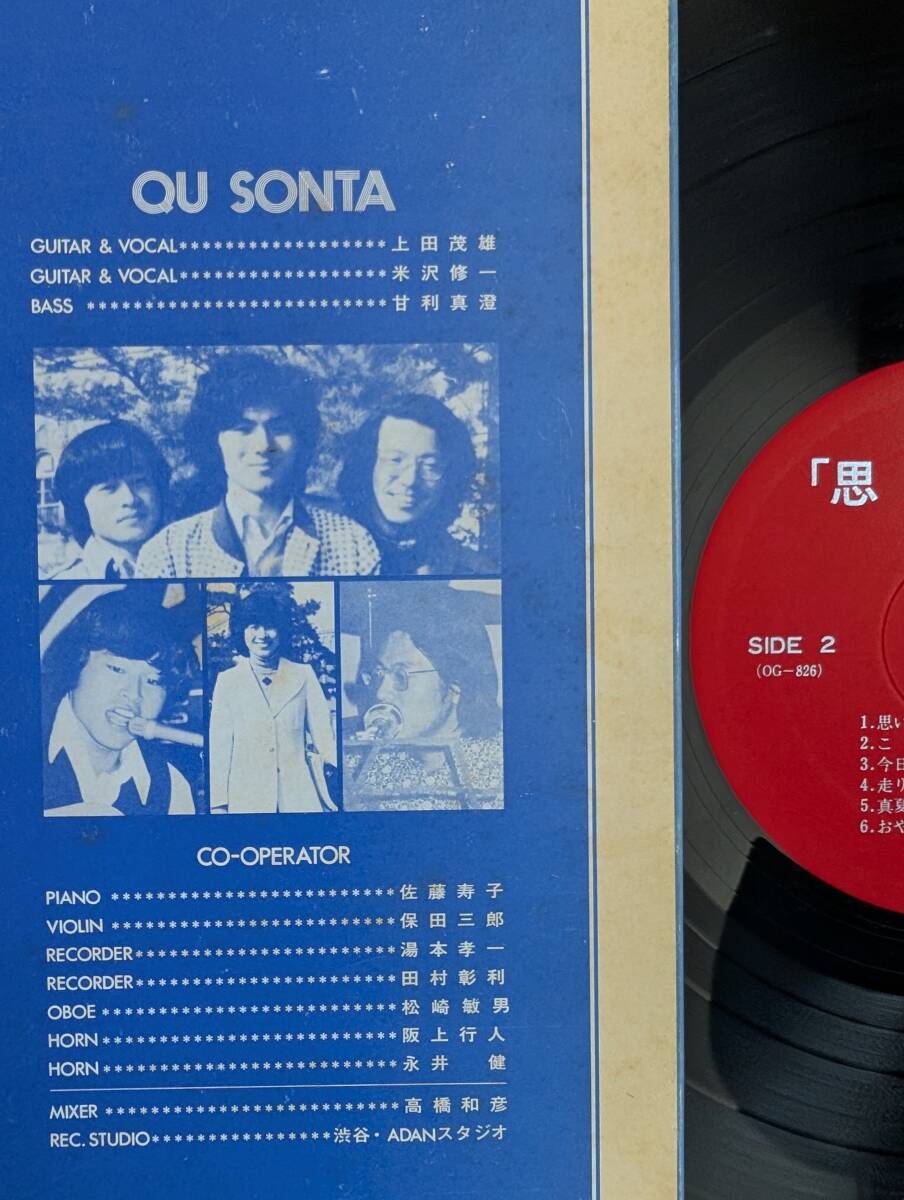 QU SONTA
GUITAR & VOCAL******************上田茂雄
GUITAR & VOCAL******************米沢修一
BASS **************************甘利真澄
CO-OPERATOR
PIANO *************************佐藤寿子
VIOLIN *************************保田三郎
RECORDER***********************湯本孝一
RECORDER***********************田村彰利
OBOE **************************松崎敏男
HORN **************************阪上行人
HORN **************************永井 健
MIXER **************************高橋和彦
REC. STUDIO****************渋谷・ADANスタジオ
「思
SIDE 2
(OG-826)
1.思い
2.こ
3.今日
4.走り
5.真夏
6.おや